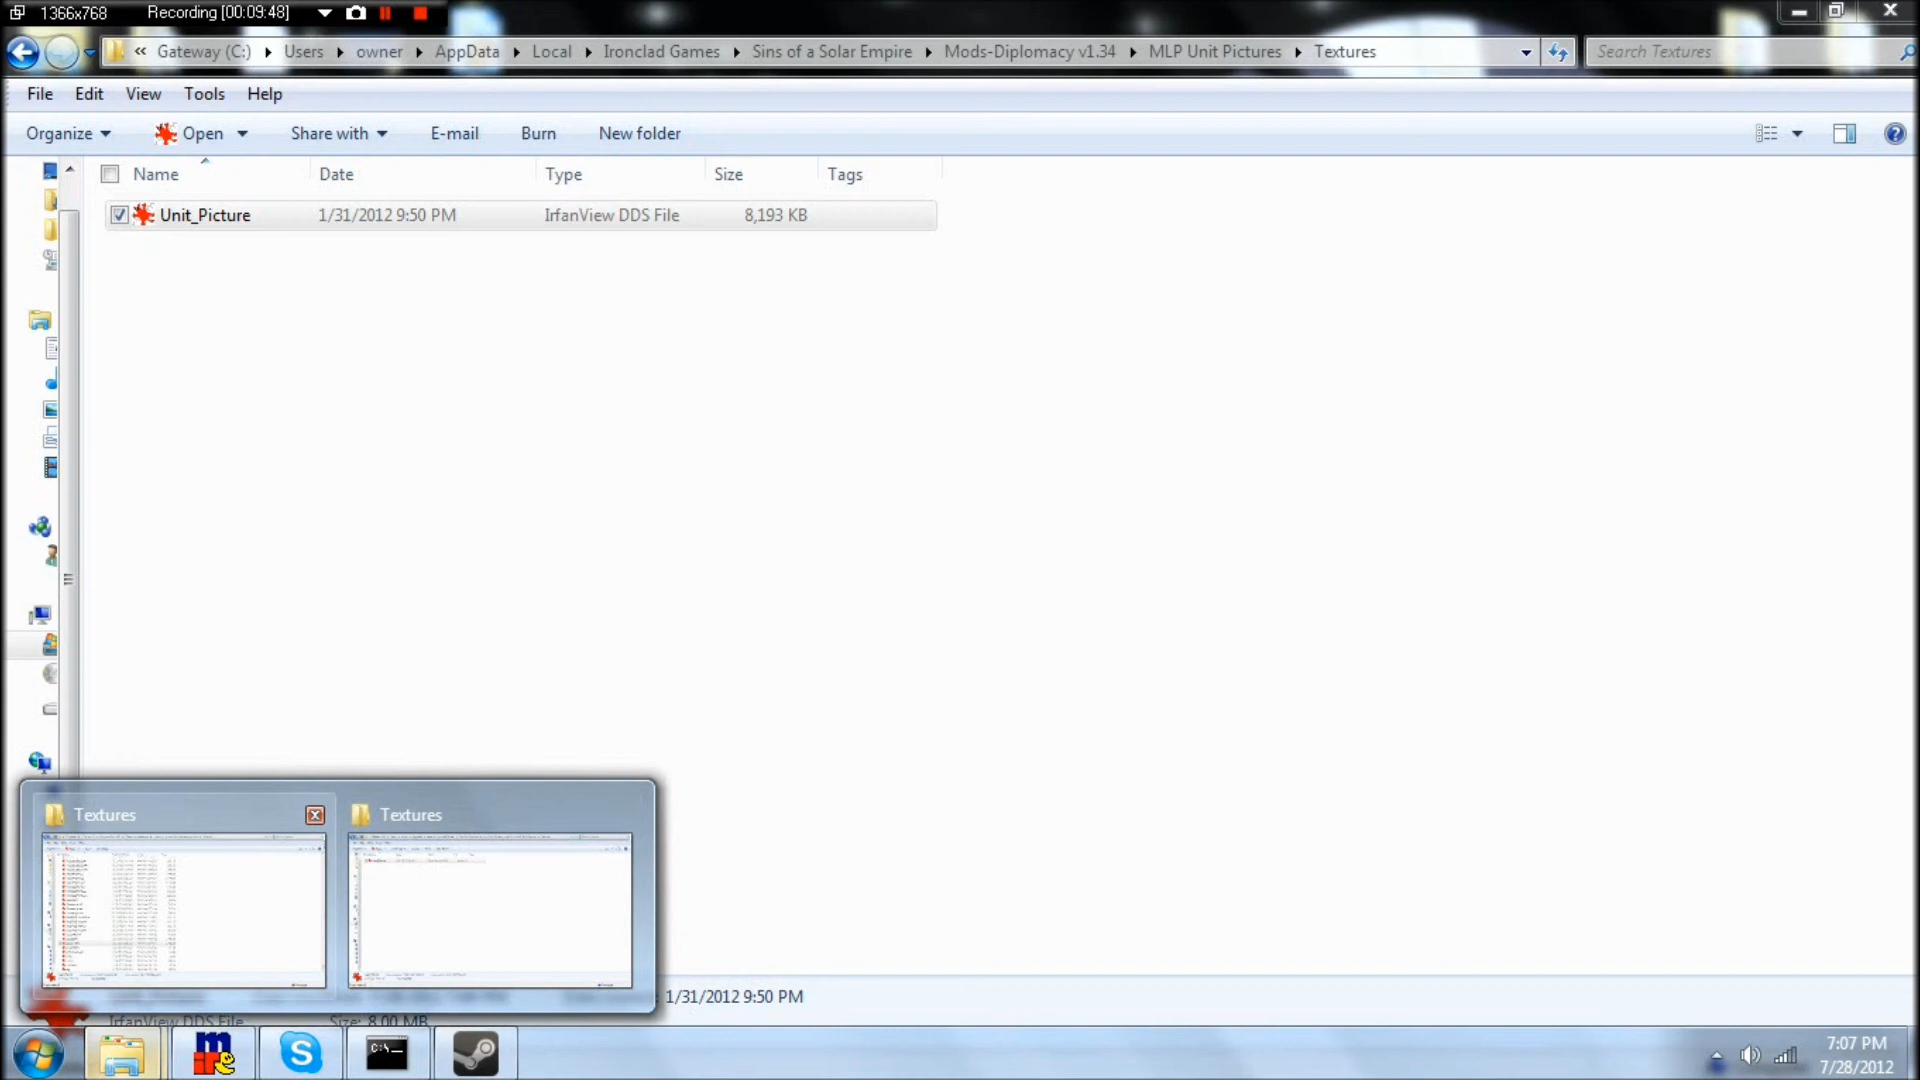 1366x768 Recording [00:09:48]
« Gateway (C:) Users owner AppData Local Ironclad Games Sins of a Solar Empire Mods-Diplomacy v1.34 MLP Unit Pictures Textures Search Textures
File Edit View Tools Help
Organize Open Share with E-mail Burn New folder
Name Date Type Size Tags
Unit_Picture 1/31/2012 9:50 PM IrfanView DDS File 8,193 KB
Textures Textures
1/31/2012 9:50 PM
IrfanView DDS File Size: 8.00 MB
C:\
7:07 PM
7/28/2012